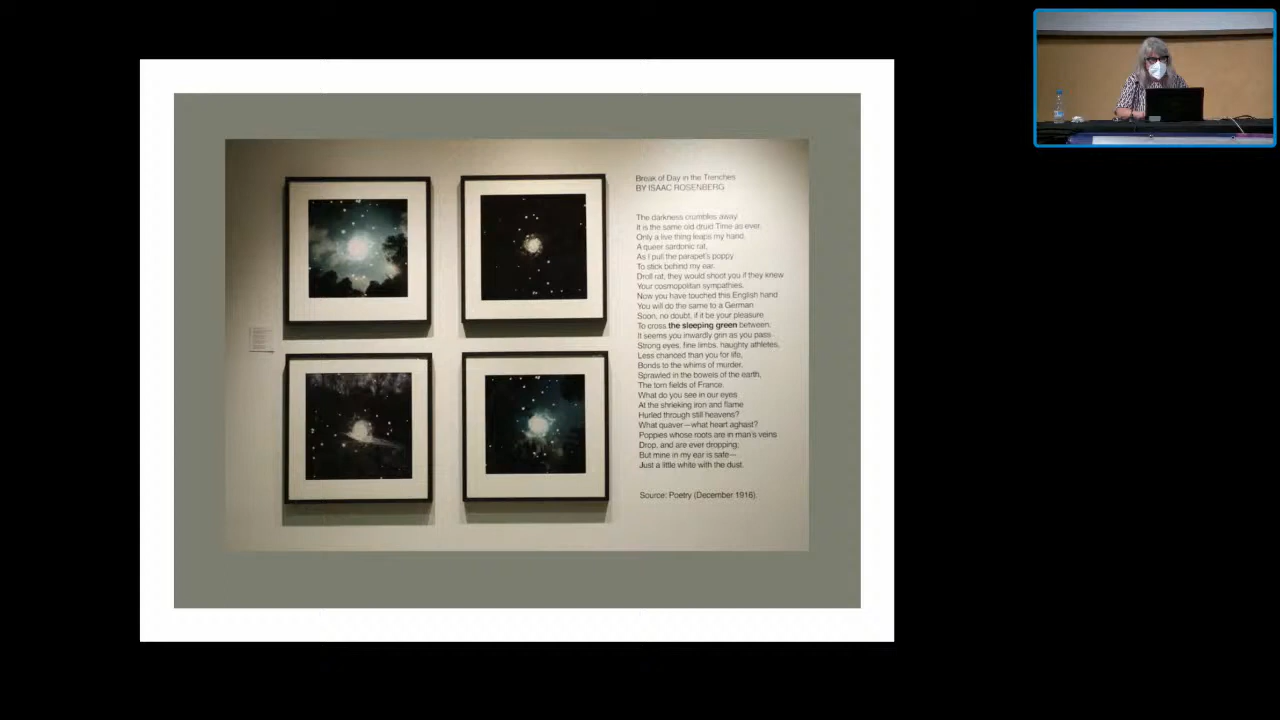 Break of Day in the Trenches
BY ISAAC ROSENBERG
The darkness crumbles away
It is the same old druid Time as ever,
Only a live thing leaps my hand,
A queer sardonic rat,
As I pull the parapet's poppy
To stick behind my ear.
Droll rat, they would shoot you if they knew
Your cosmopolitan sympathies,
Now you have touched this English hand
You will do the same to a German
Soon, no doubt, if it be your pleasure
To cross the sleeping green between.
It seems you inwardly grin as you pass
Strong eyes, fine limbs, haughty athletes,
Less chanced than you for life,
Bonds to the whims of murder,
Sprawled in the bowels of the earth,
The torn fields of France.
What do you see in our eyes
At the shrieking iron and flame
Hurled through still heavens?
What quaver—what heart aghast?
Poppies whose roots are in man's veins
Drop, and are ever dropping;
But mine in my ear is safe—
Just a little white with the dust.
Source: Poetry (December 1916).